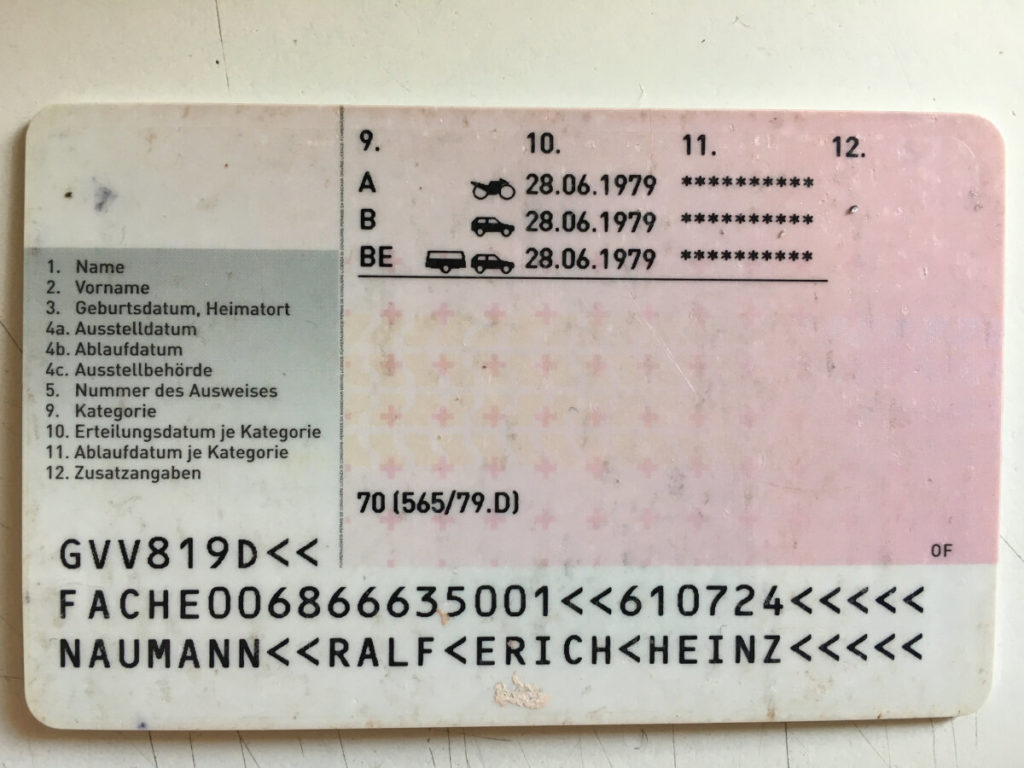 9. 10. 11. 12.
A 28.06.1979 **********
B 28.06.1979 **********
BE 28.06.1979 **********
1. Name
2. Vorname
3. Geburtsdatum, Heimatort
4a. Ausstelldatum
4b. Ablaufdatum
4c. Ausstellbehörde
5. Nummer des Ausweises
9. Kategorie
10. Erteilungsdatum je Kategorie
11. Ablaufdatum je Kategorie
12. Zusatzangaben
70 (565/79.D)
OF
GVV819D<<
FACHE006866635001<<610724<<<<<
NAUMANN<<RALF<ERICH<HEINZ<<<<<